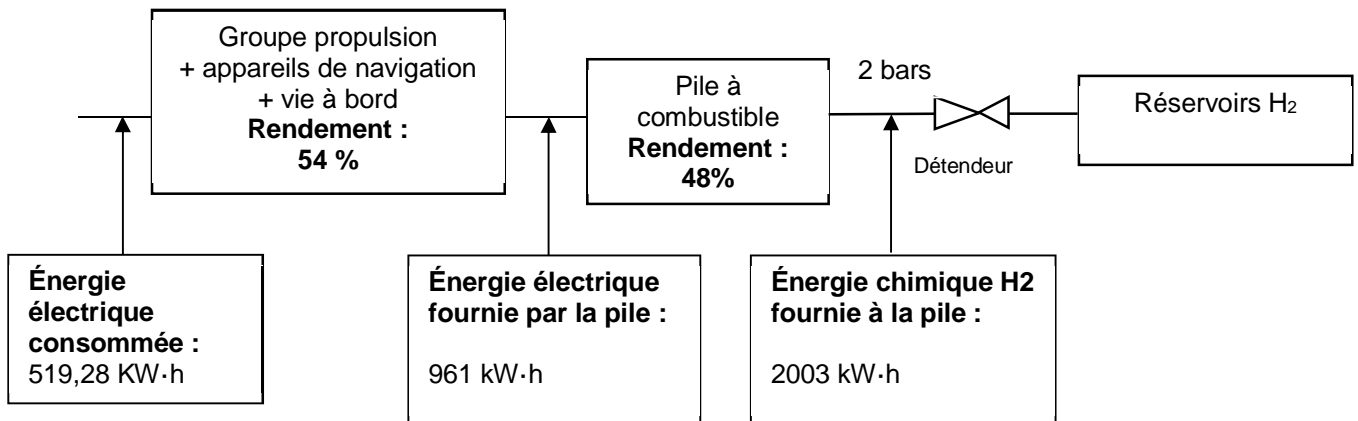 Groupe propulsion
+ appareils de navigation
+ vie à bord
Rendement :
54 %
Pile à
combustible
Rendement :
48%
2 bars
Détendeur
Réservoirs H₂
Énergie
électrique
consommée :
519,28 KW·h
Énergie électrique
fournie par la pile :
961 kW·h
Énergie chimique H2
fournie à la pile :
2003 kW·h